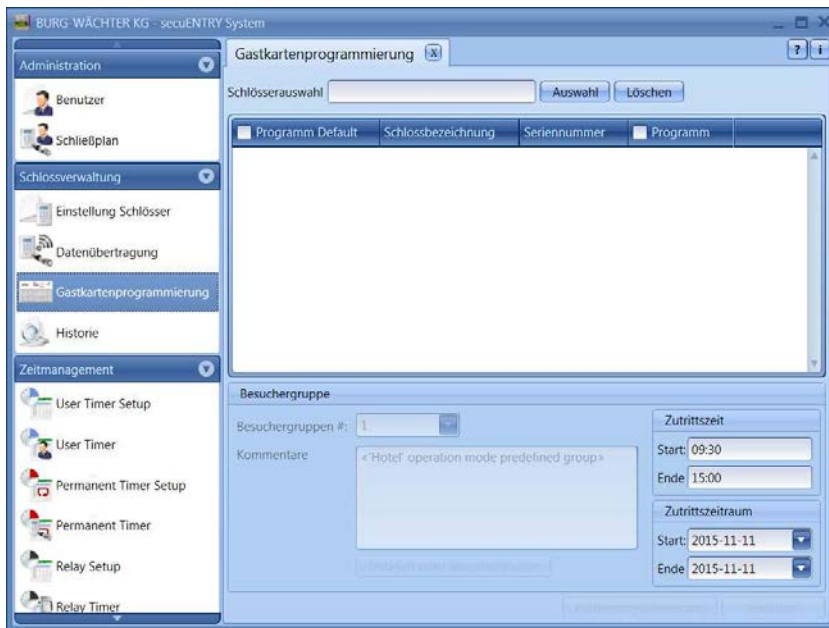 BURG-WÄCHTER KG - secuENTRY System
Administration
Benutzer
Schließplan
Schlossverwaltung
Einstellung Schlösser
Datenübertragung
Gastkartenprogrammierung
Historie
Zeitmanagement
User Timer Setup
User Timer
Permanent Timer Setup
Permanent Timer
Relay Setup
Relay Timer
Gastkartenprogrammierung X
? i
Schlösserauswahl Auswahl Löschen
Programm Default Schlossbezeichnung Seriennummer Programm
Besuchergruppe
Besuchergruppen #: 1
Kommentare
<"Hotel" operation mode predefined group>
Zutrittszeit
Start: 09:30
Ende 15:00
Zutrittszeitraum
Start: 2015-11-11
Ende 2015-11-11